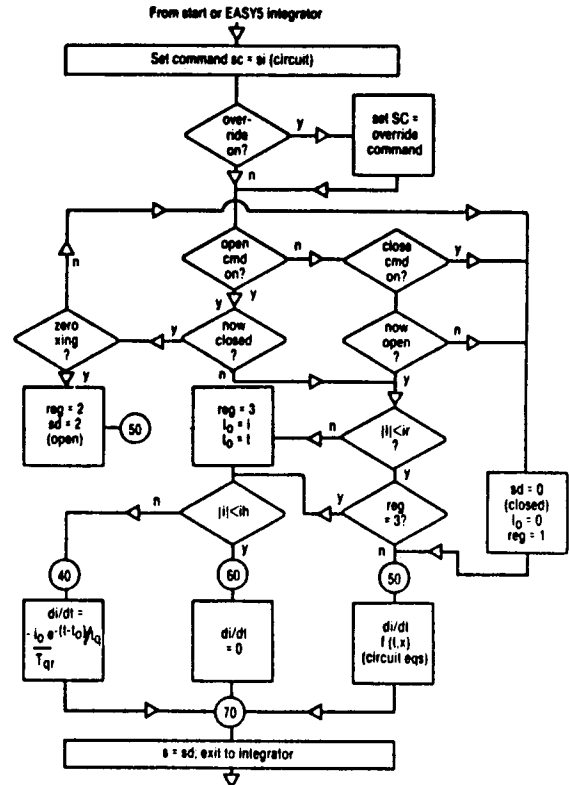 From start or EASY5 integrator
Set command sc = si (circuit)
over-
ride
on?
y
set SC =
override
command
n
open
cmd
on?
n
close
cmd
on?
y
n
y
y
zero
xing
?
y
now
closed
?
now
open
?
n
y
n
y
reg = 2
sd = 2
(open)
50
reg = 3
I₀ = i
t₀ = t
n
|i|<ir
?
y
n
|i|<ih
y
y
reg
= 3?
n
sd = 0
(closed)
I₀ = 0
reg = 1
40
60
50
di/dt =
- i₀ e-(t-t₀)/tq
Tqr
di/dt
= 0
di/dt
f (t,x)
(circuit eqs)
70
s = sd; exit to integrator